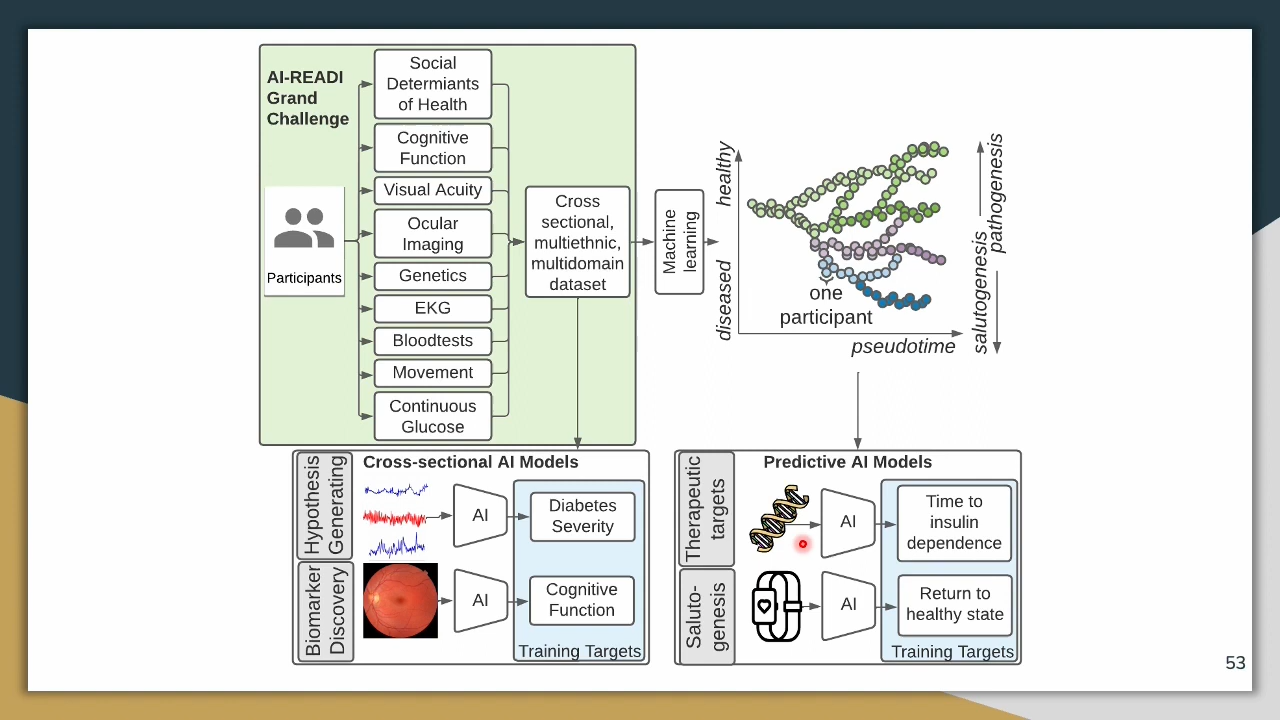 AI-READI
Grand
Challenge
Participants
Social
Determiants
of Health
Cognitive
Function
Visual Acuity
Ocular
Imaging
Genetics
EKG
Bloodtests
Movement
Continuous
Glucose
Cross
sectional,
multiethnic,
multidomain
dataset
Machine
learning
healthy
diseased
one
participant
pseudotime
salutogenesis
pathogenesis
Cross-sectional AI Models
Hypothesis
Generating
AI
Diabetes
Severity
Biomarker
Discovery
AI
Cognitive
Function
Training Targets
Predictive AI Models
Therapeutic
targets
AI
Time to
insulin
dependence
Saluto-
genesis
AI
Return to
healthy state
Training Targets
53